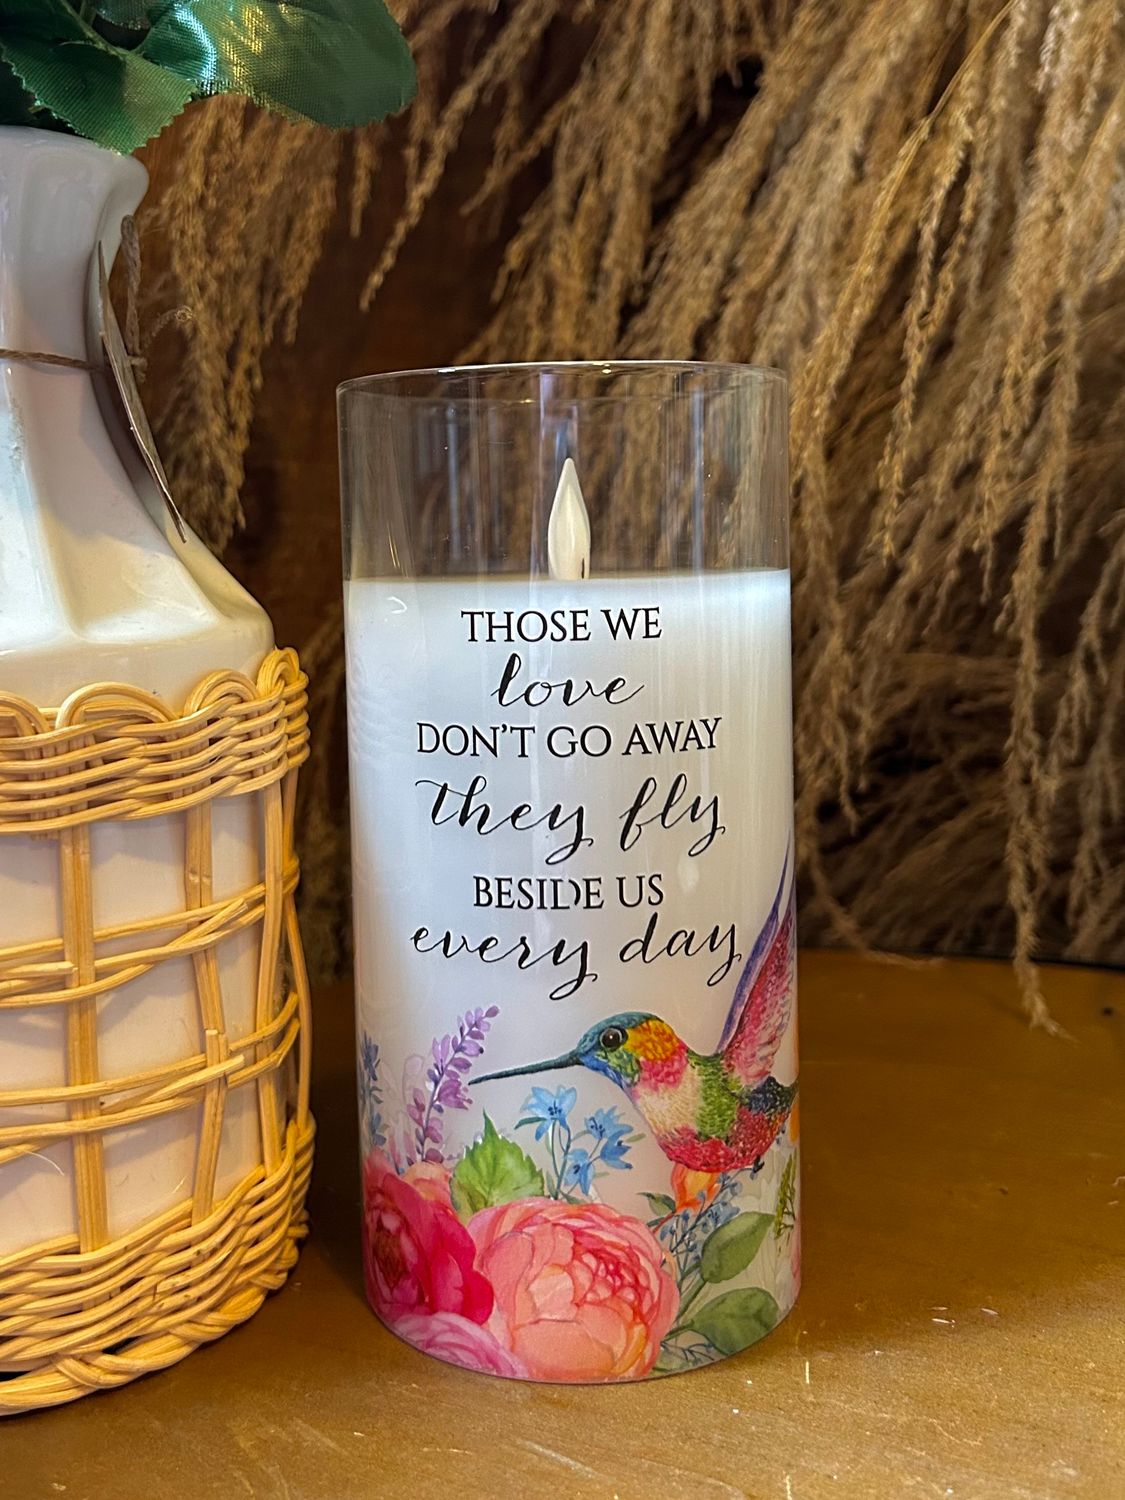 THOSE WE
love
DON'T GO AWAY
they fly
BESIDE US
every day